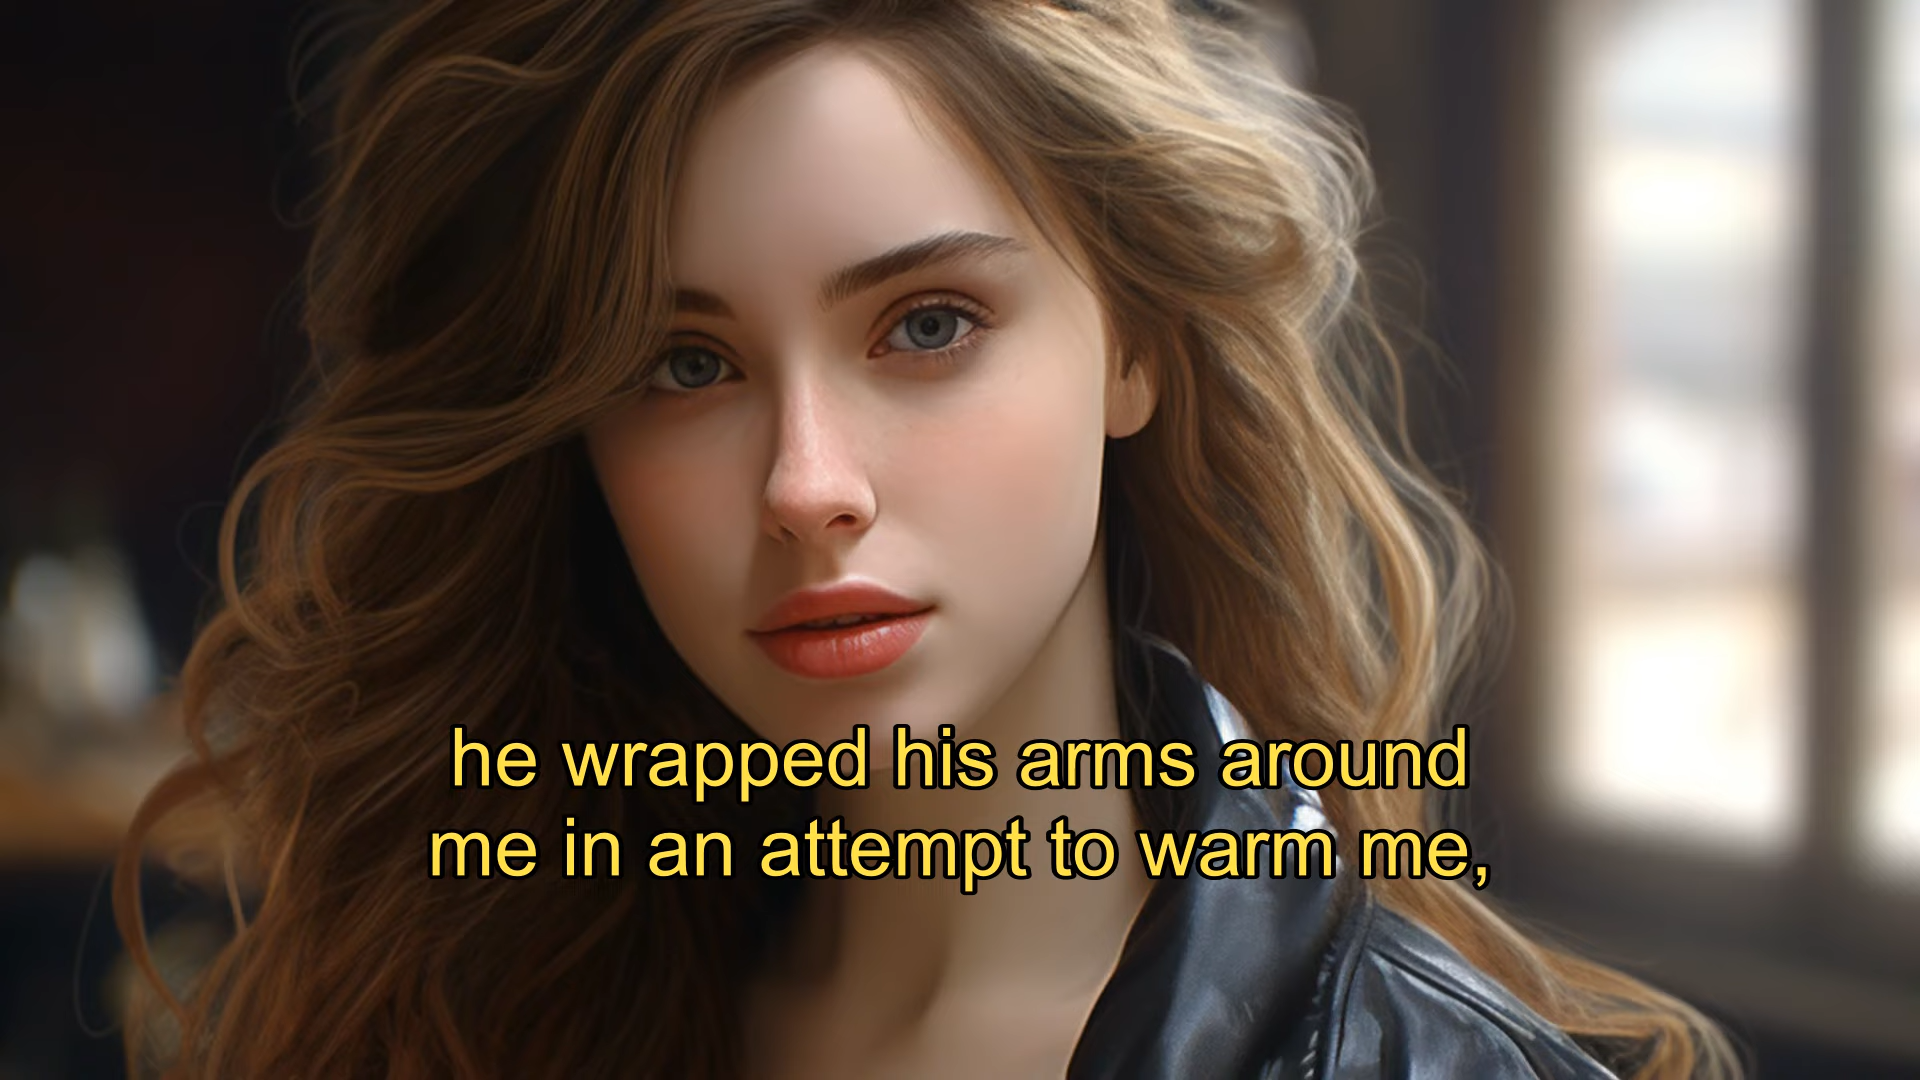 he wrapped his arms around
me in an attempt to warm me,